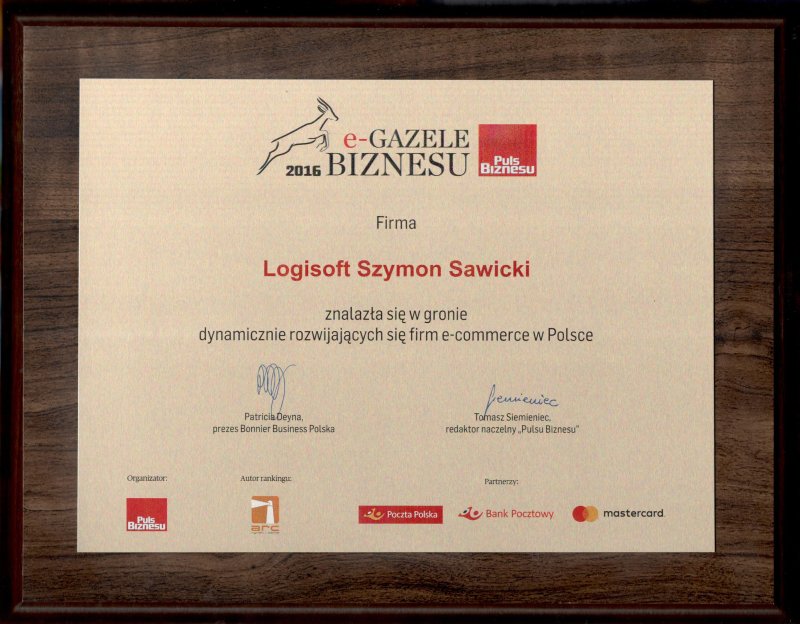 e-GAZELE
2016 BIZNESU
Puls
Biznesu
Firma
Logisoft Szymon Sawicki
znalazła się w gronie
dynamicznie rozwijających się firm e-commerce w Polsce
Siemieniec
Patricia Deyna,
prezes Bonnier Business Polska
Tomasz Siemieniec,
redaktor naczelny „Pulsu Biznesu”
Organizator:
Autor rankingu:
Partnerzy:
Puls
Biznesu
arc
Poczta Polska
Bank Pocztowy
mastercard.